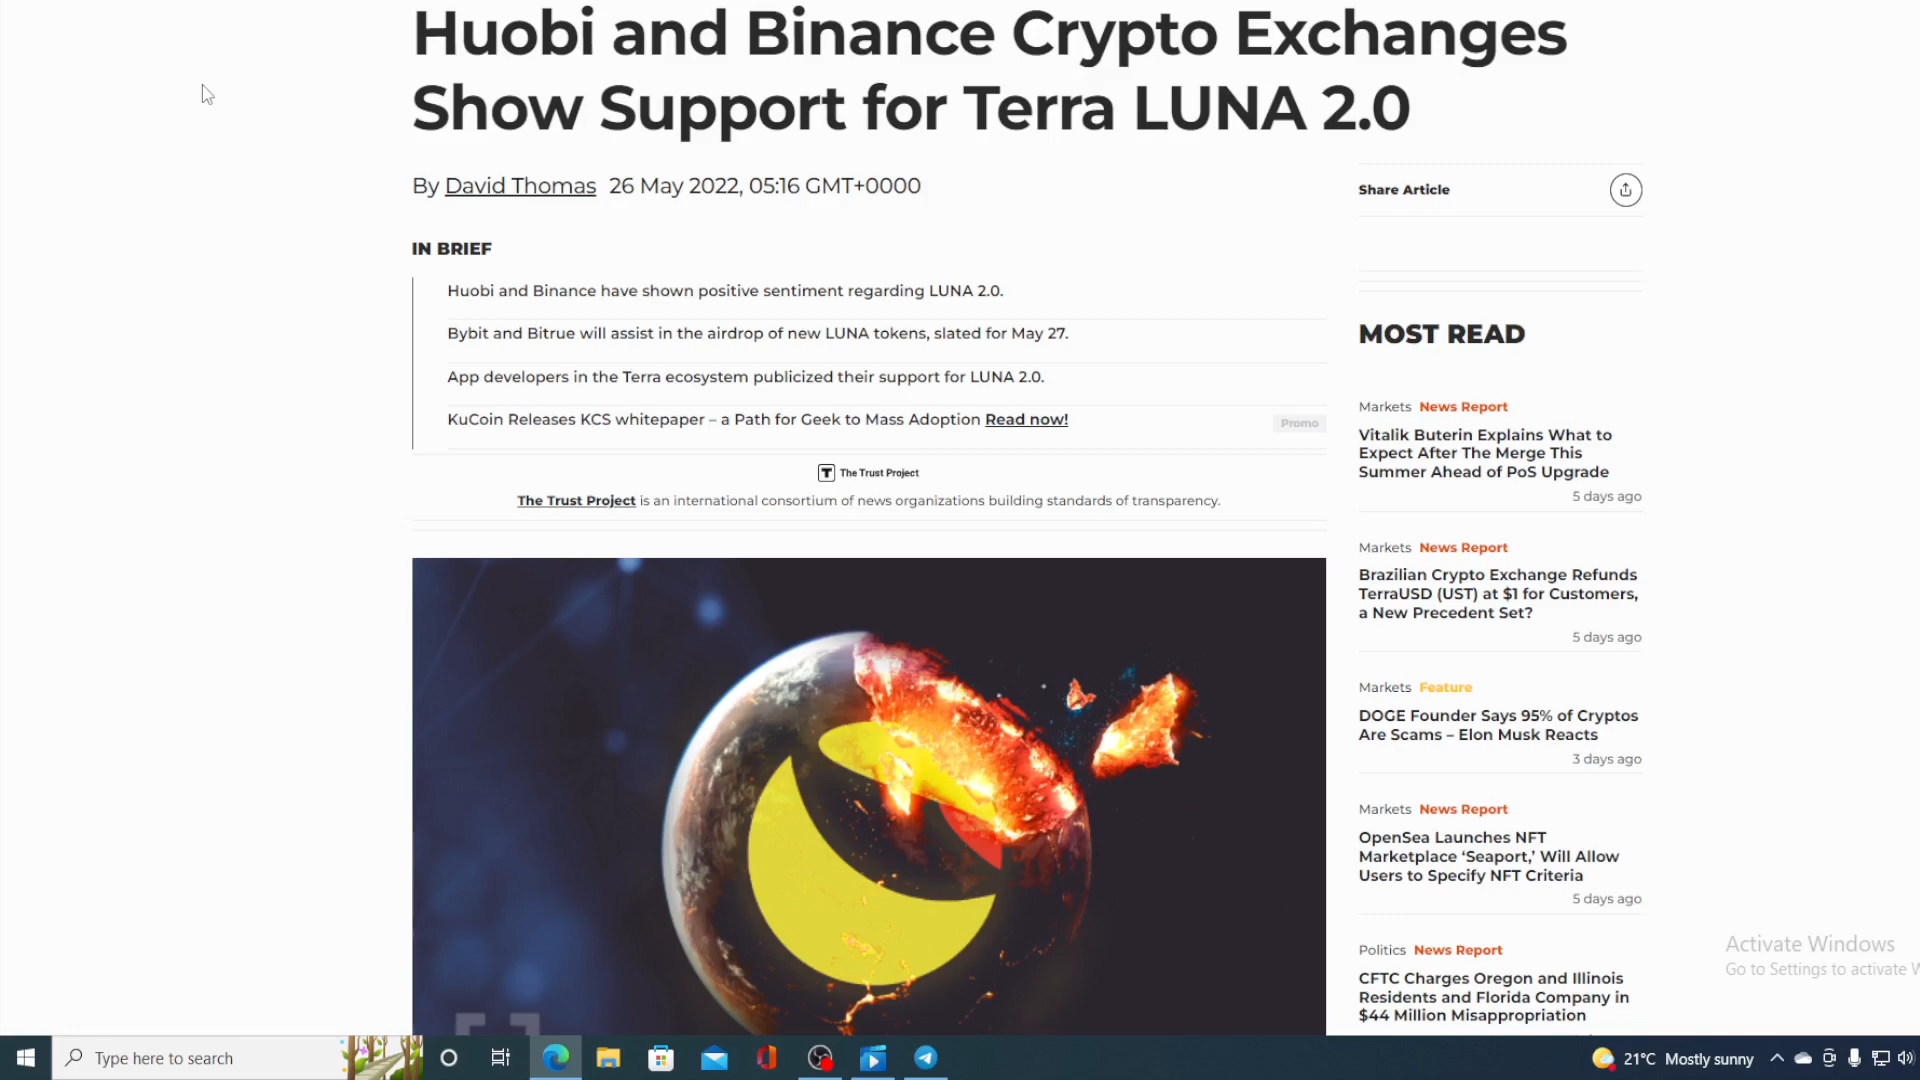 Huobi and Binance Crypto Exchanges
Show Support for Terra LUNA 2.0
By David Thomas 26 May 2022, 05:16 GMT+0000
Share Article
IN BRIEF
Huobi and Binance have shown positive sentiment regarding LUNA 2.0.
Bybit and Bitrue will assist in the airdrop of new LUNA tokens, slated for May 27.
App developers in the Terra ecosystem publicized their support for LUNA 2.0.
KuCoin Releases KCS whitepaper – a Path for Geek to Mass Adoption Read now!
Promo
T The Trust Project
The Trust Project is an international consortium of news organizations building standards of transparency.
MOST READ
Markets News Report
Vitalik Buterin Explains What to
Expect After The Merge This
Summer Ahead of PoS Upgrade
5 days ago
Markets News Report
Brazilian Crypto Exchange Refunds
TerraUSD (UST) at $1 for Customers,
a New Precedent Set?
5 days ago
Markets Feature
DOGE Founder Says 95% of Cryptos
Are Scams – Elon Musk Reacts
3 days ago
Markets News Report
OpenSea Launches NFT
Marketplace ‘Seaport,’ Will Allow
Users to Specify NFT Criteria
5 days ago
Politics News Report
CFTC Charges Oregon and Illinois
Residents and Florida Company in
$44 Million Misappropriation
Activate Windows
Go to Settings to activate W
Type here to search
21°C Mostly sunny